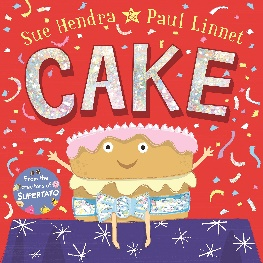 Sue Hendra & Paul Linnet
CAKE
From the
creators of
SUPERTATO